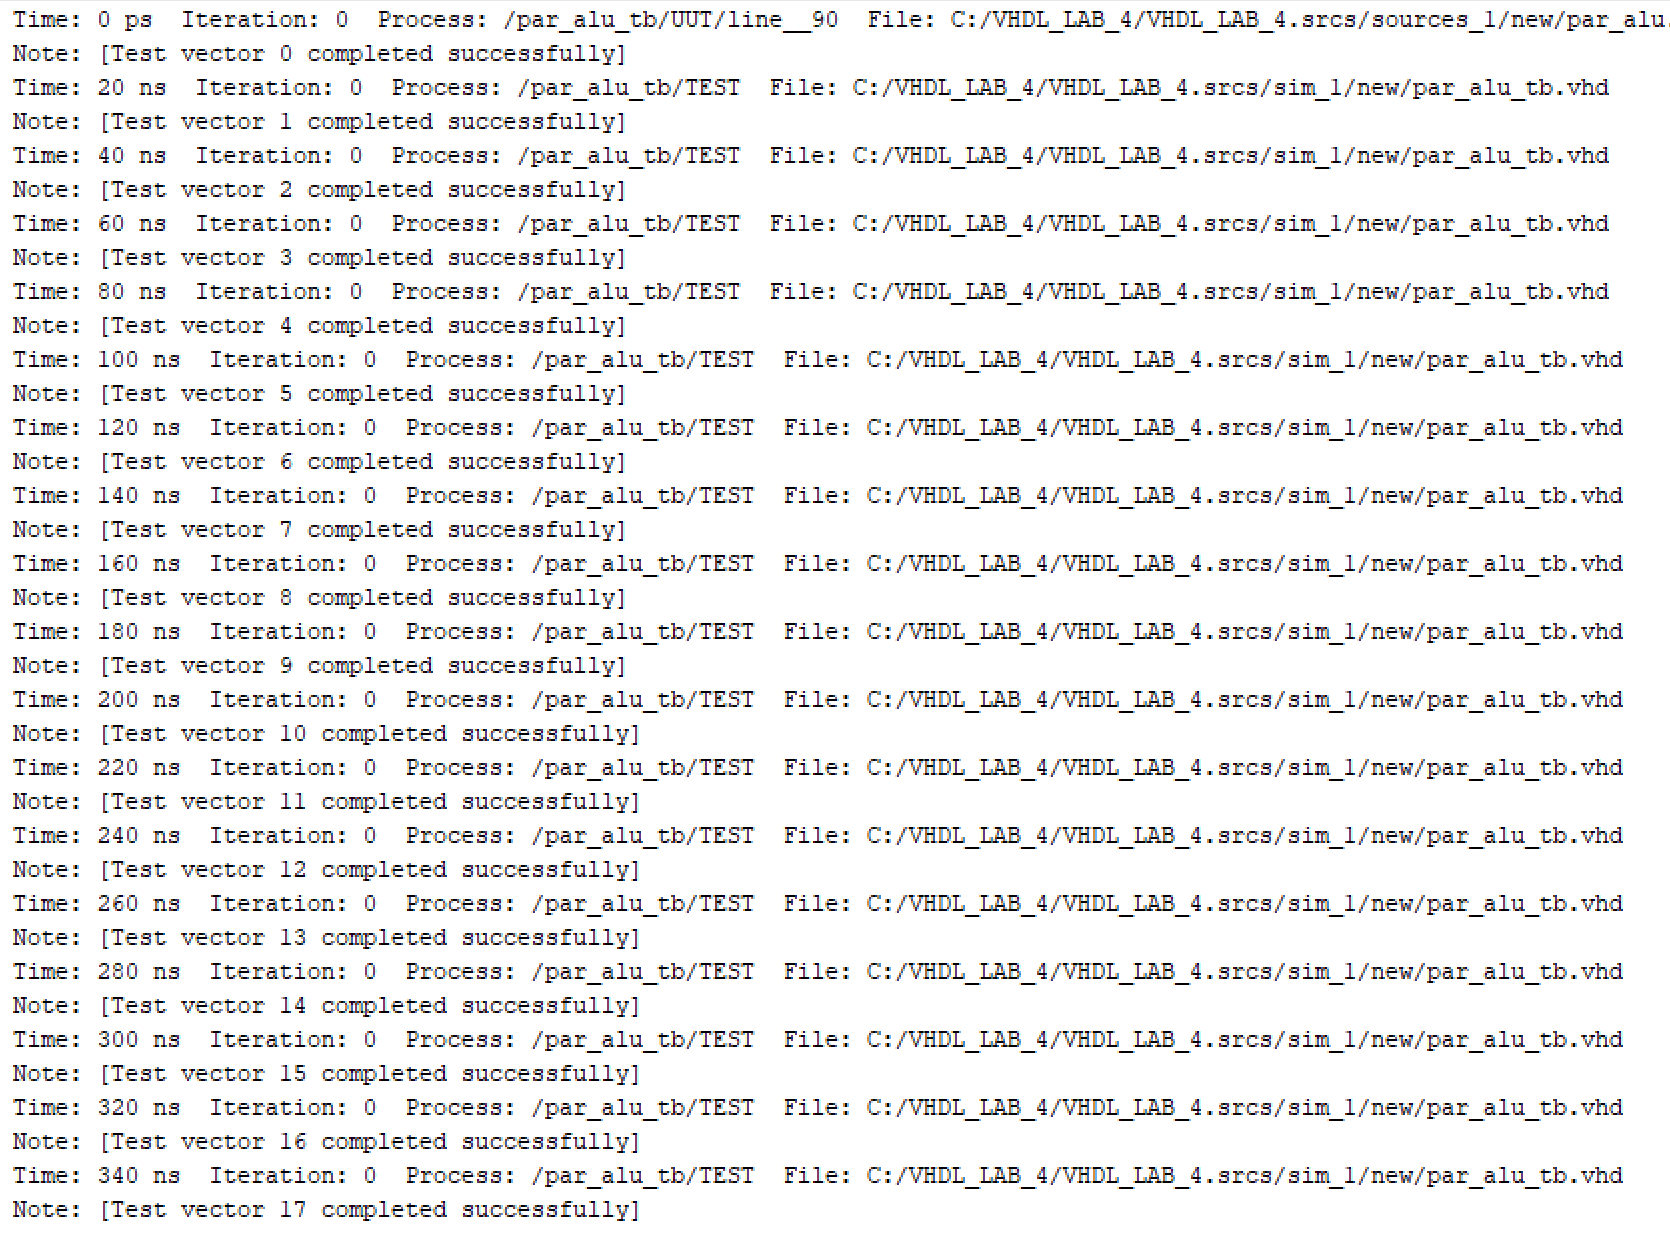 Time: 0 ps  Iteration: 0  Process: /par_alu_tb/UUT/line__90  File: C:/VHDL_LAB_4/VHDL_LAB_4.srcs/sources_1/new/par_alu.
Note: [Test vector 0 completed successfully]
Time: 20 ns  Iteration: 0  Process: /par_alu_tb/TEST  File: C:/VHDL_LAB_4/VHDL_LAB_4.srcs/sim_1/new/par_alu_tb.vhd
Note: [Test vector 1 completed successfully]
Time: 40 ns  Iteration: 0  Process: /par_alu_tb/TEST  File: C:/VHDL_LAB_4/VHDL_LAB_4.srcs/sim_1/new/par_alu_tb.vhd
Note: [Test vector 2 completed successfully]
Time: 60 ns  Iteration: 0  Process: /par_alu_tb/TEST  File: C:/VHDL_LAB_4/VHDL_LAB_4.srcs/sim_1/new/par_alu_tb.vhd
Note: [Test vector 3 completed successfully]
Time: 80 ns  Iteration: 0  Process: /par_alu_tb/TEST  File: C:/VHDL_LAB_4/VHDL_LAB_4.srcs/sim_1/new/par_alu_tb.vhd
Note: [Test vector 4 completed successfully]
Time: 100 ns  Iteration: 0  Process: /par_alu_tb/TEST  File: C:/VHDL_LAB_4/VHDL_LAB_4.srcs/sim_1/new/par_alu_tb.vhd
Note: [Test vector 5 completed successfully]
Time: 120 ns  Iteration: 0  Process: /par_alu_tb/TEST  File: C:/VHDL_LAB_4/VHDL_LAB_4.srcs/sim_1/new/par_alu_tb.vhd
Note: [Test vector 6 completed successfully]
Time: 140 ns  Iteration: 0  Process: /par_alu_tb/TEST  File: C:/VHDL_LAB_4/VHDL_LAB_4.srcs/sim_1/new/par_alu_tb.vhd
Note: [Test vector 7 completed successfully]
Time: 160 ns  Iteration: 0  Process: /par_alu_tb/TEST  File: C:/VHDL_LAB_4/VHDL_LAB_4.srcs/sim_1/new/par_alu_tb.vhd
Note: [Test vector 8 completed successfully]
Time: 180 ns  Iteration: 0  Process: /par_alu_tb/TEST  File: C:/VHDL_LAB_4/VHDL_LAB_4.srcs/sim_1/new/par_alu_tb.vhd
Note: [Test vector 9 completed successfully]
Time: 200 ns  Iteration: 0  Process: /par_alu_tb/TEST  File: C:/VHDL_LAB_4/VHDL_LAB_4.srcs/sim_1/new/par_alu_tb.vhd
Note: [Test vector 10 completed successfully]
Time: 220 ns  Iteration: 0  Process: /par_alu_tb/TEST  File: C:/VHDL_LAB_4/VHDL_LAB_4.srcs/sim_1/new/par_alu_tb.vhd
Note: [Test vector 11 completed successfully]
Time: 240 ns  Iteration: 0  Process: /par_alu_tb/TEST  File: C:/VHDL_LAB_4/VHDL_LAB_4.srcs/sim_1/new/par_alu_tb.vhd
Note: [Test vector 12 completed successfully]
Time: 260 ns  Iteration: 0  Process: /par_alu_tb/TEST  File: C:/VHDL_LAB_4/VHDL_LAB_4.srcs/sim_1/new/par_alu_tb.vhd
Note: [Test vector 13 completed successfully]
Time: 280 ns  Iteration: 0  Process: /par_alu_tb/TEST  File: C:/VHDL_LAB_4/VHDL_LAB_4.srcs/sim_1/new/par_alu_tb.vhd
Note: [Test vector 14 completed successfully]
Time: 300 ns  Iteration: 0  Process: /par_alu_tb/TEST  File: C:/VHDL_LAB_4/VHDL_LAB_4.srcs/sim_1/new/par_alu_tb.vhd
Note: [Test vector 15 completed successfully]
Time: 320 ns  Iteration: 0  Process: /par_alu_tb/TEST  File: C:/VHDL_LAB_4/VHDL_LAB_4.srcs/sim_1/new/par_alu_tb.vhd
Note: [Test vector 16 completed successfully]
Time: 340 ns  Iteration: 0  Process: /par_alu_tb/TEST  File: C:/VHDL_LAB_4/VHDL_LAB_4.srcs/sim_1/new/par_alu_tb.vhd
Note: [Test vector 17 completed successfully]